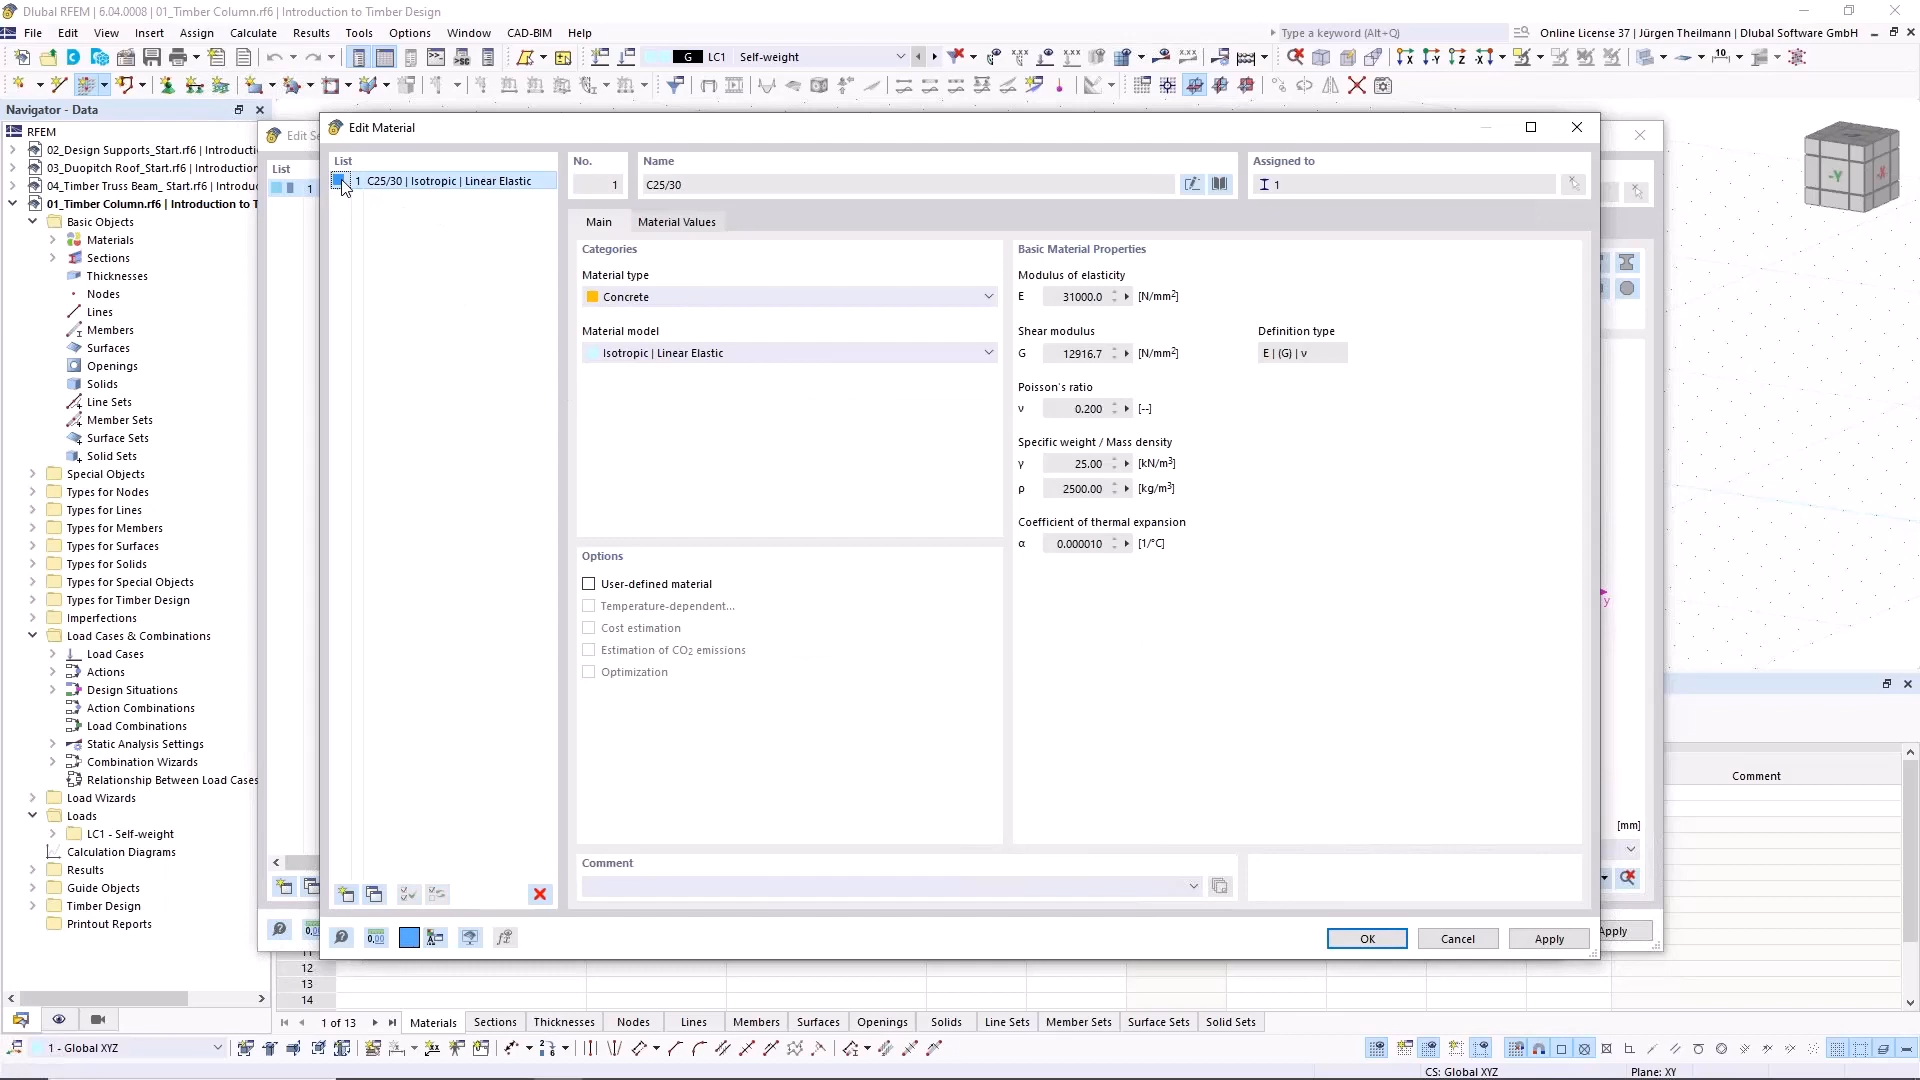 Dlubal RFEM | 6.04.0008 | 01_Timber Column.rf6 | Introduction to Timber Design
File Edit View Insert Assign Calculate Results Tools Options Window CAD-BIM Help
Type a keyword (Alt+Q)
Online License 37 | Jürgen Theilmann | Dlubal Software GmbH
G LC1 Self-weight
Navigator - Data
RFEM
02_Design Supports_Start.rf6 | Introducti
03_Duopitch Roof_Start.rf6 | Introduction
04_Timber Truss Beam_ Start.rf6 | Introdu
01_Timber Column.rf6 | Introduction to T
Basic Objects
Materials
Sections
Thicknesses
Nodes
Lines
Members
Surfaces
Openings
Solids
Line Sets
Member Sets
Surface Sets
Solid Sets
Special Objects
Types for Nodes
Types for Lines
Types for Members
Types for Surfaces
Types for Solids
Types for Special Objects
Types for Timber Design
Imperfections
Load Cases & Combinations
Load Cases
Actions
Design Situations
Action Combinations
Load Combinations
Static Analysis Settings
Combination Wizards
Relationship Between Load Cases
Load Wizards
Loads
LC1 - Self-weight
Calculation Diagrams
Results
Guide Objects
Timber Design
Printout Reports
Edit Se
List
1
Edit Material
List
1 C25/30 | Isotropic | Linear Elastic
No.
1
Name
C25/30
Assigned to
1
Main
Material Values
Categories
Material type
Concrete
Material model
Isotropic | Linear Elastic
Options
User-defined material
Temperature-dependent...
Cost estimation
Estimation of CO2 emissions
Optimization
Basic Material Properties
Modulus of elasticity
E 31000.0 [N/mm2]
Shear modulus
Definition type
G 12916.7 [N/mm2]
E | (G) | ν
Poisson's ratio
ν 0.200 [--]
Specific weight / Mass density
γ 25.00 [kN/m3]
ρ 2500.00 [kg/m3]
Coefficient of thermal expansion
α 0.000010 [1/°C]
Comment
OK
Cancel
Apply
Apply
-Y
-X
y
[mm]
Comment
12
13
14
1 of 13
Materials Sections Thicknesses Nodes Lines Members Surfaces Openings Solids Line Sets Member Sets Surface Sets Solid Sets
1 - Global XYZ
CS: Global XYZ
Plane: XY